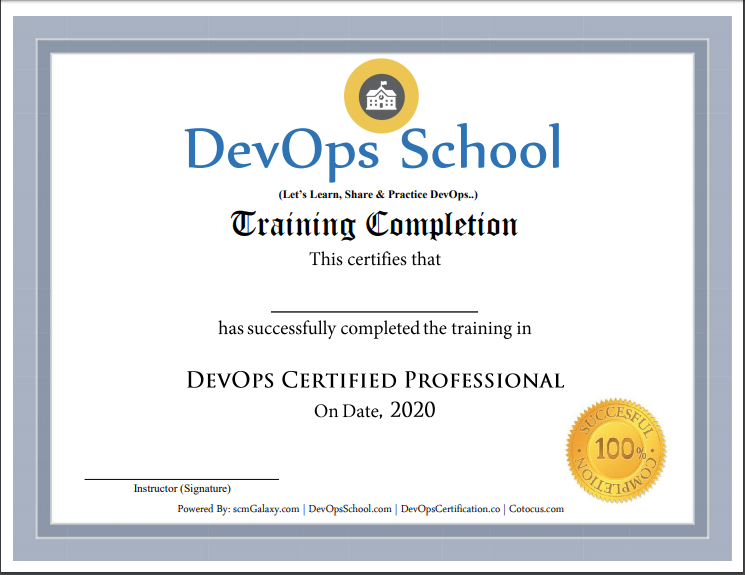 DevOps School
(Let's Learn, Share & Practice DevOps..)
Training Completion
This certifies that
has successfully completed the training in
DevOps Certified Professional
On Date, 2020
SUCCESFUL
100%
COMPLETION
Instructor (Signature)
Powered By: scmGalaxy.com | DevOpsSchool.com | DevOpsCertification.co | Cotocus.com